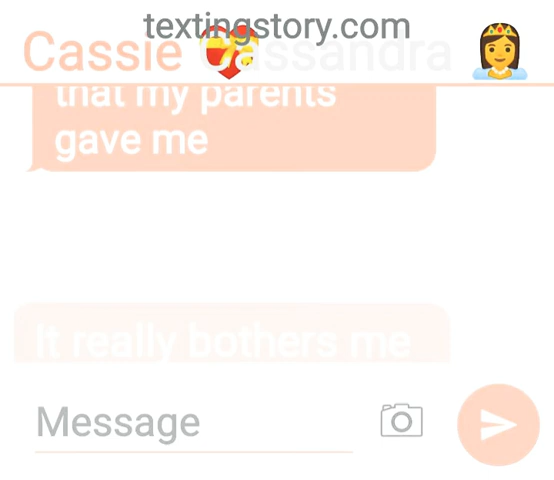 textingstory.com
Cassie Cassandra
that my parents
gave me
It really bothers me
Message